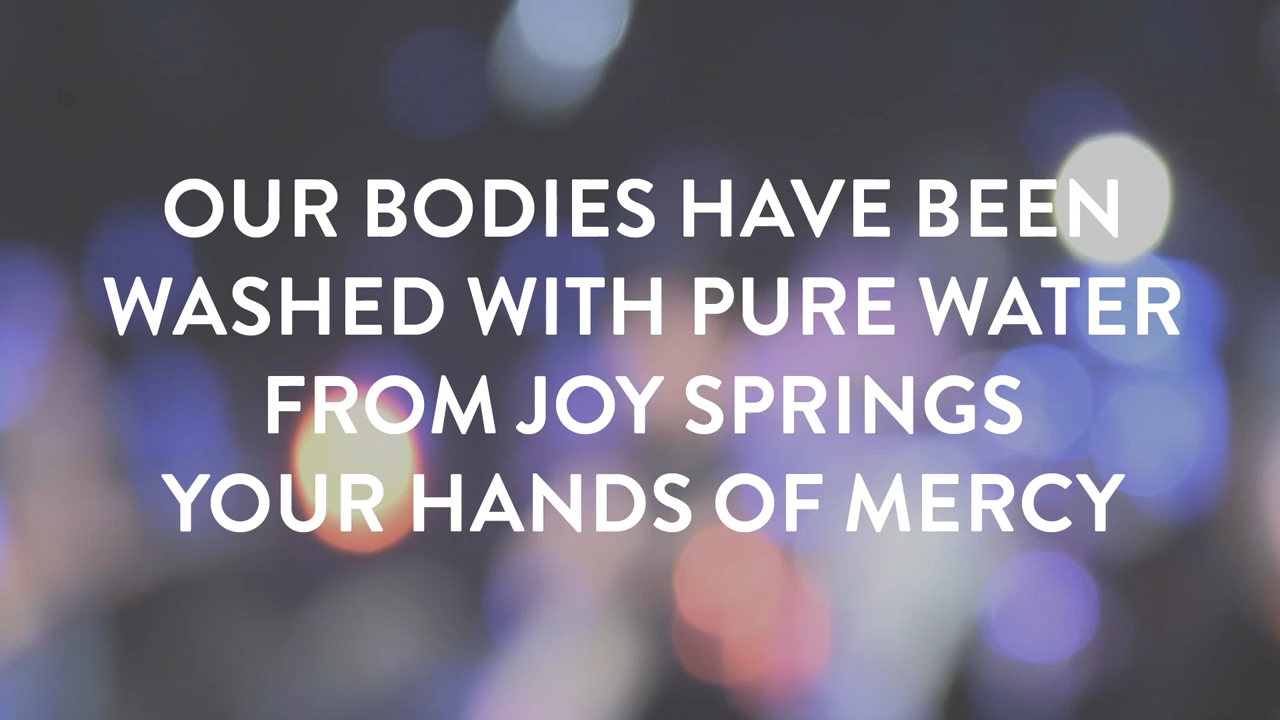 OUR BODIES HAVE BEEN
WASHED WITH PURE WATER
FROM JOY SPRINGS
YOUR HANDS OF MERCY